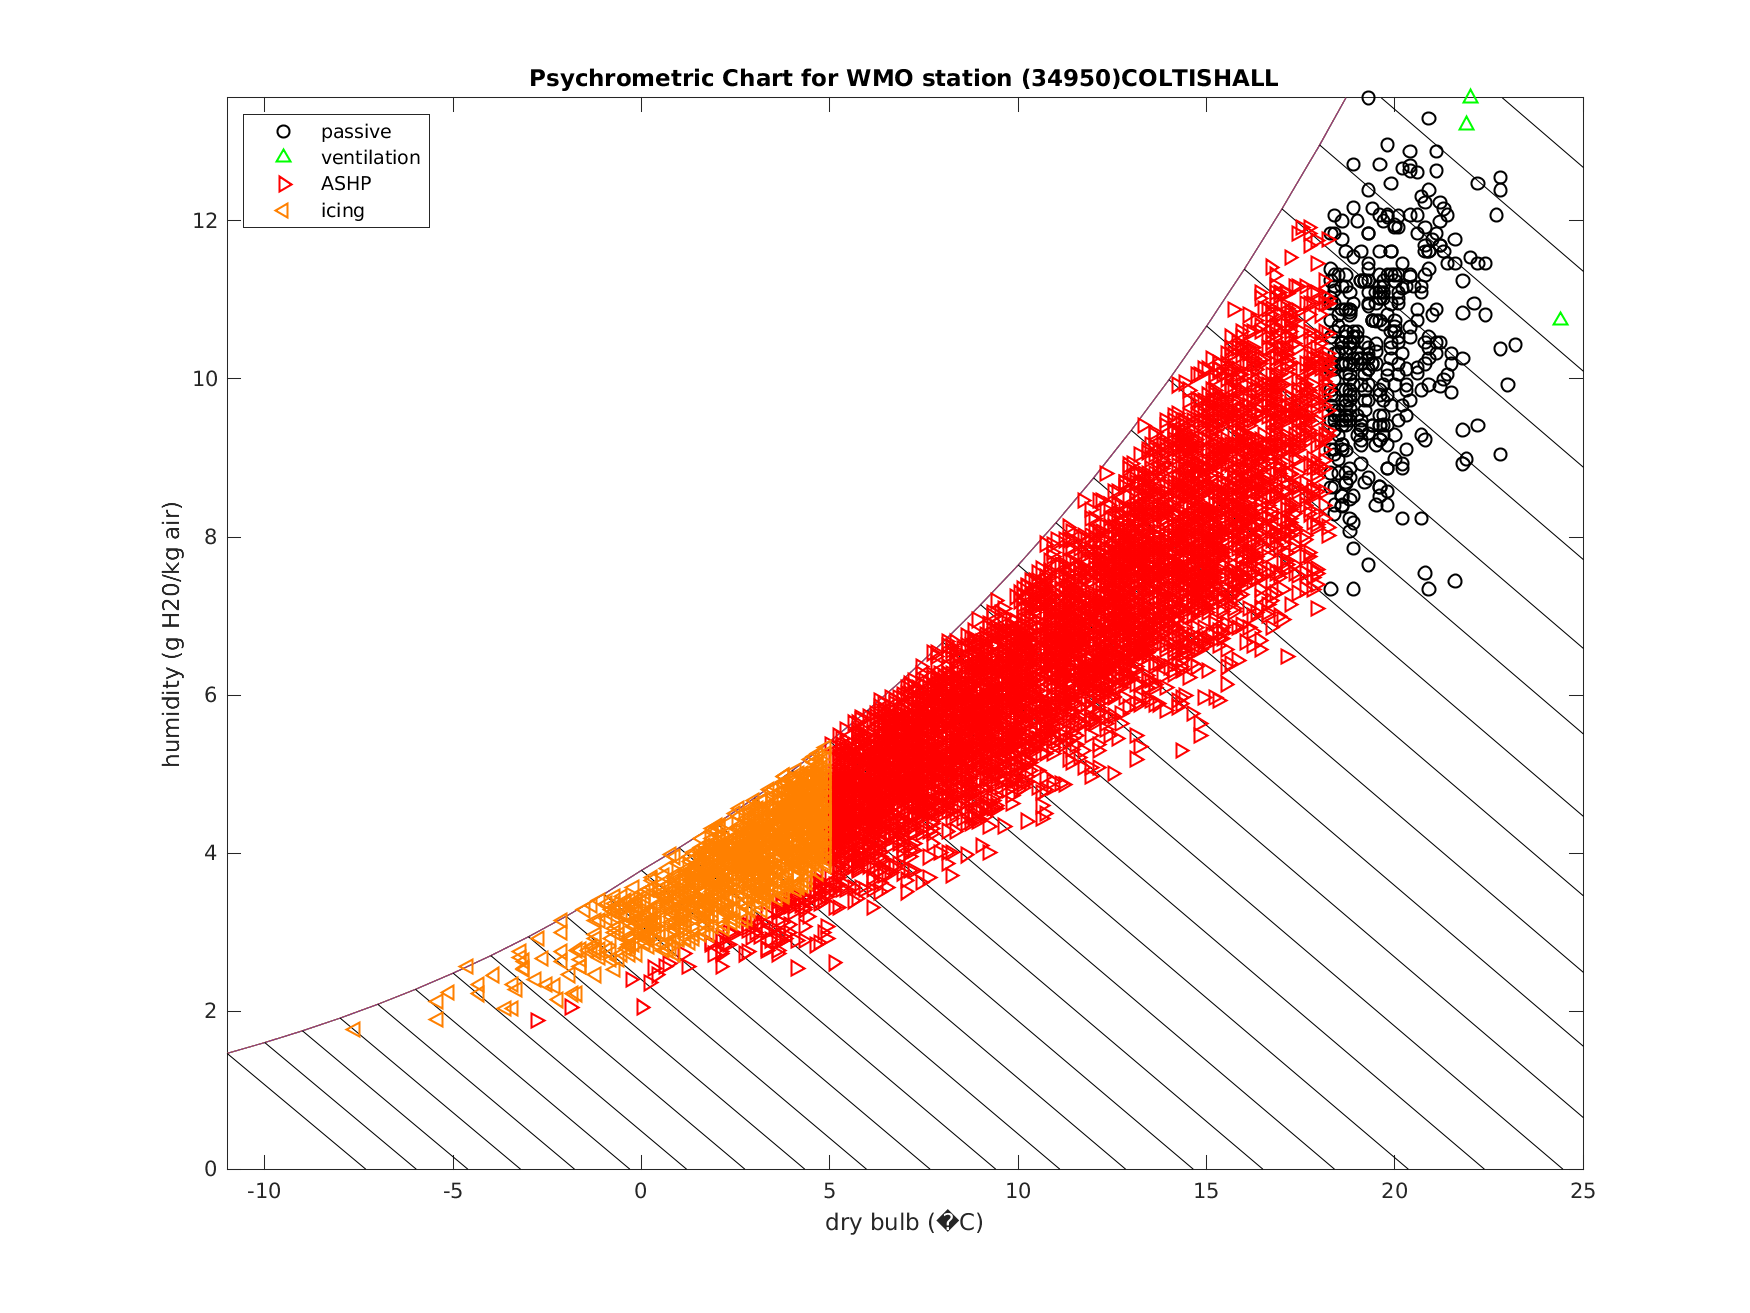 Psychrometric Chart for WMO station (34950)COLTISHALL
passive
ventilation
ASHP
icing
12
10
8
6
4
2
0
humidity (g H20/kg air)
-10 -5 0 5 10 15 20 25
dry bulb (�C)